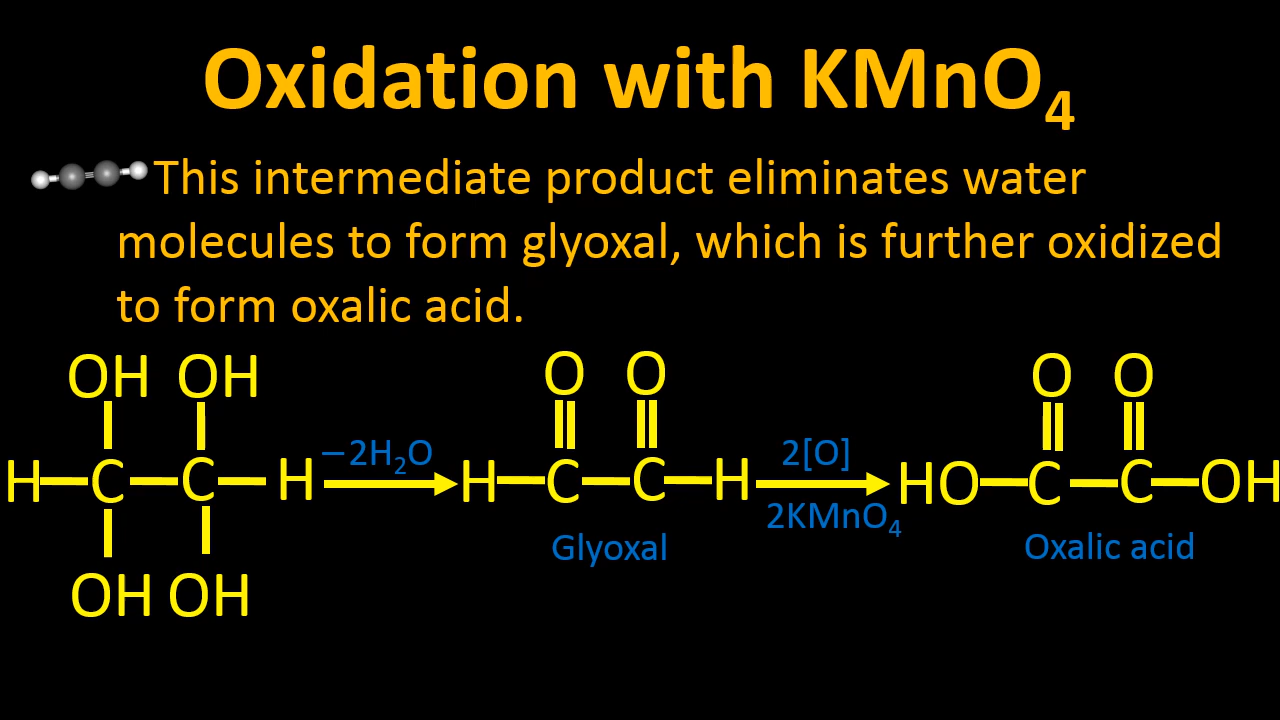 Oxidation with KMnO₄
This intermediate product eliminates water
molecules to form glyoxal, which is further oxidized
to form oxalic acid.
OH OH O O O O
−2H₂O 2[O]
H—C—C—H H—C—C—H HO—C—C—OH
2KMnO₄
Glyoxal Oxalic acid
OH OH